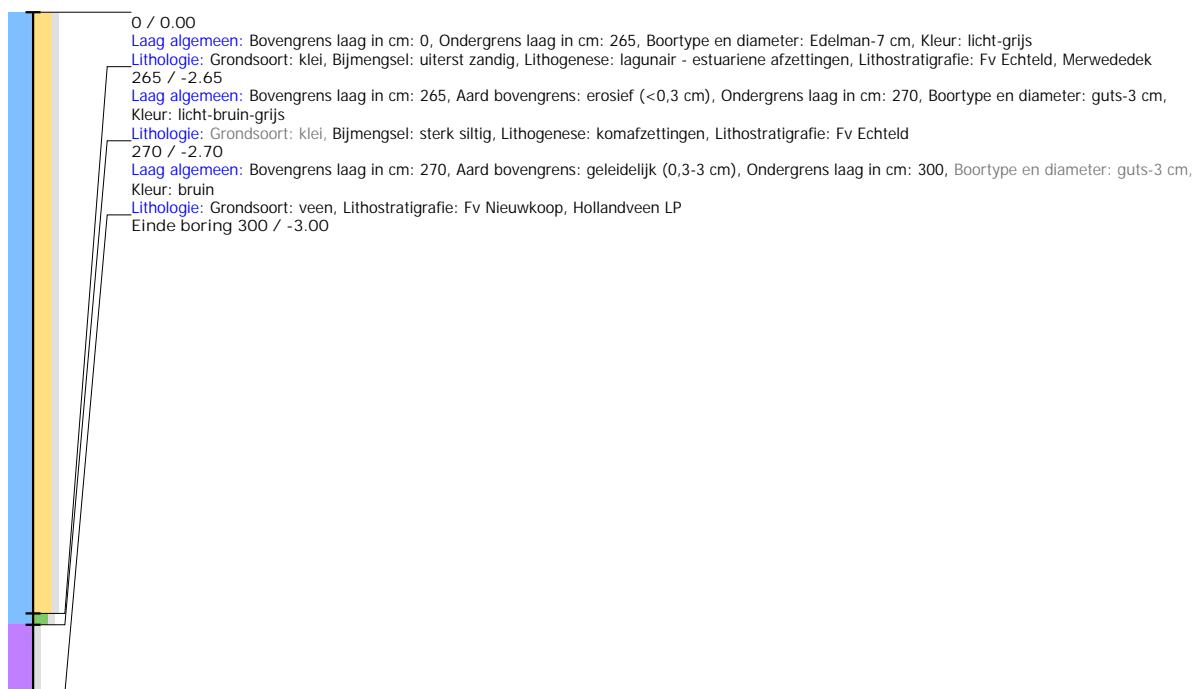 0 / 0.00
Laag algemeen: Bovengrens laag in cm: 0, Ondergrens laag in cm: 265, Boortype en diameter: Edelman-7 cm, Kleur: licht-grijs
Lithologie: Grondsoort: klei, Bijmengsel: uiterst zandig, Lithogenese: lagunair - estuariene afzettingen, Lithostratigrafie: Fv Echteld, Merwededek
265 / -2.65
Laag algemeen: Bovengrens laag in cm: 265, Aard bovengrens: erosief (<0,3 cm), Ondergrens laag in cm: 270, Boortype en diameter: guts-3 cm,
Kleur: licht-bruin-grijs
Lithologie: Grondsoort: klei, Bijmengsel: sterk siltig, Lithogenese: komafzettingen, Lithostratigrafie: Fv Echteld
270 / -2.70
Laag algemeen: Bovengrens laag in cm: 270, Aard bovengrens: geleidelijk (0,3-3 cm), Ondergrens laag in cm: 300, Boortype en diameter: guts-3 cm,
Kleur: bruin
Lithologie: Grondsoort: veen, Lithostratigrafie: Fv Nieuwkoop, Hollandveen LP
Einde boring 300 / -3.00